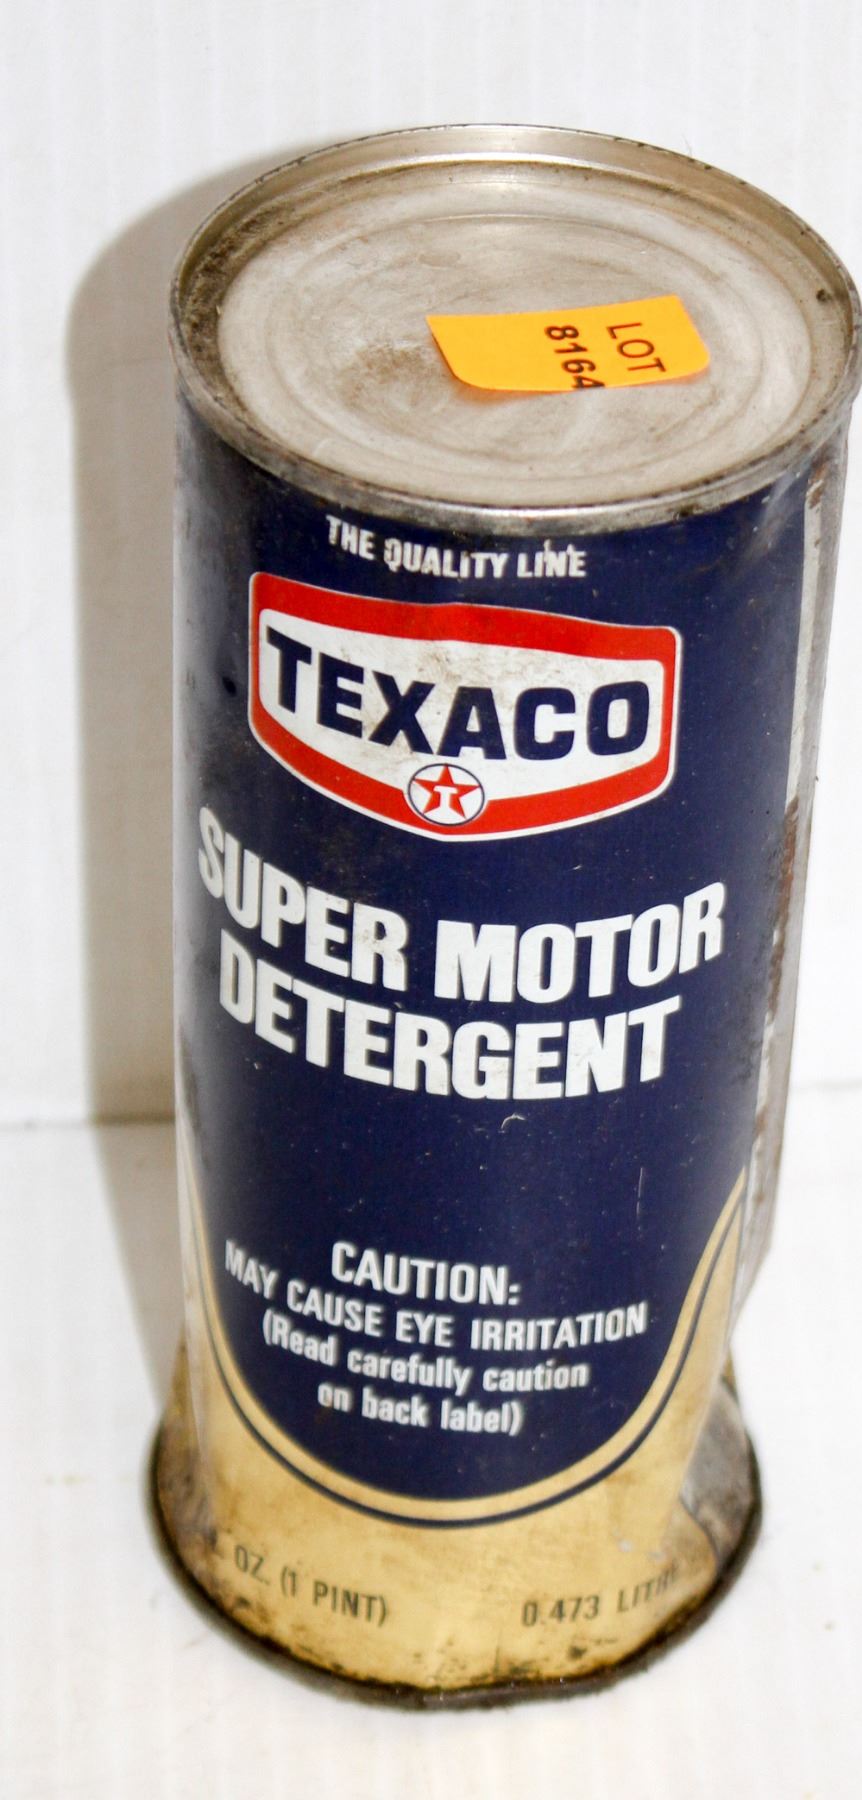 LOT
8164
THE QUALITY LINE
TEXACO
T
SUPER MOTOR
DETERGENT
CAUTION:
MAY CAUSE EYE IRRITATION
(Read carefully caution
on back label)
OZ. (1 PINT)
0.473 LITRE